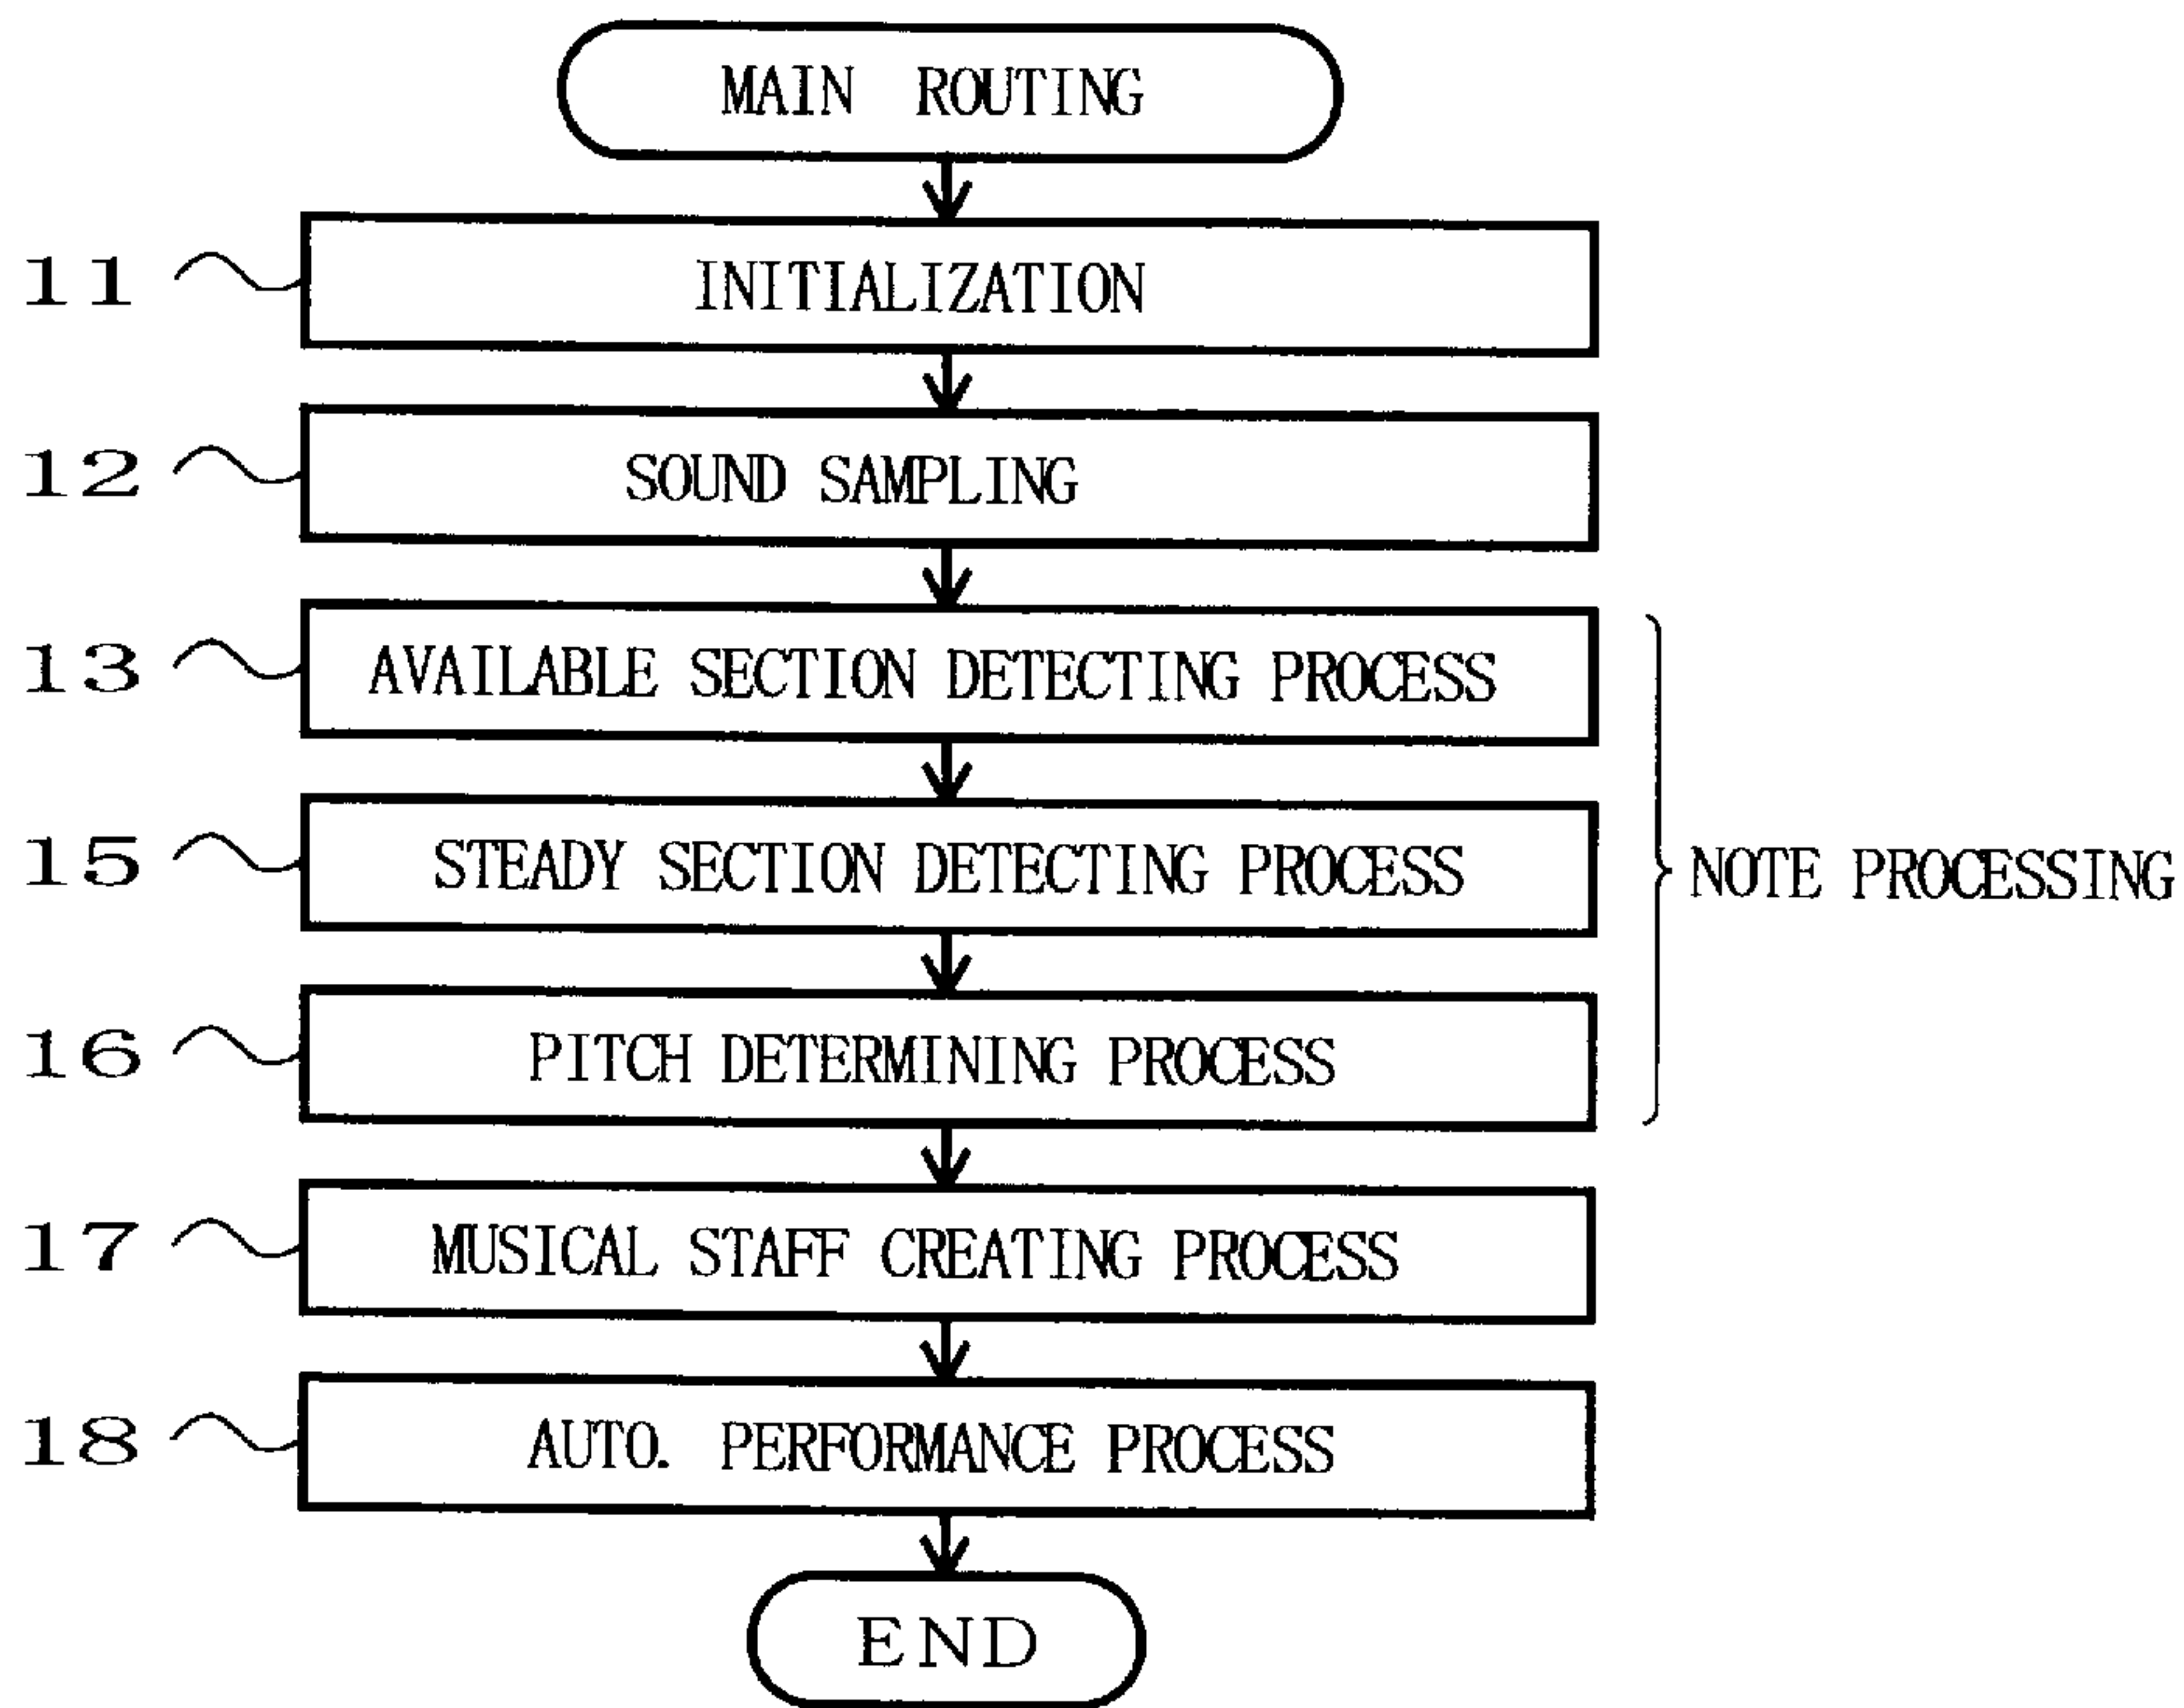 MAIN ROUTING
11 INITIALIZATION
12 SOUND SAMPLING
13 AVAILABLE SECTION DETECTING PROCESS
15 STEADY SECTION DETECTING PROCESS
NOTE PROCESSING
16 PITCH DETERMINING PROCESS
17 MUSICAL STAFF CREATING PROCESS
18 AUTO. PERFORMANCE PROCESS
END